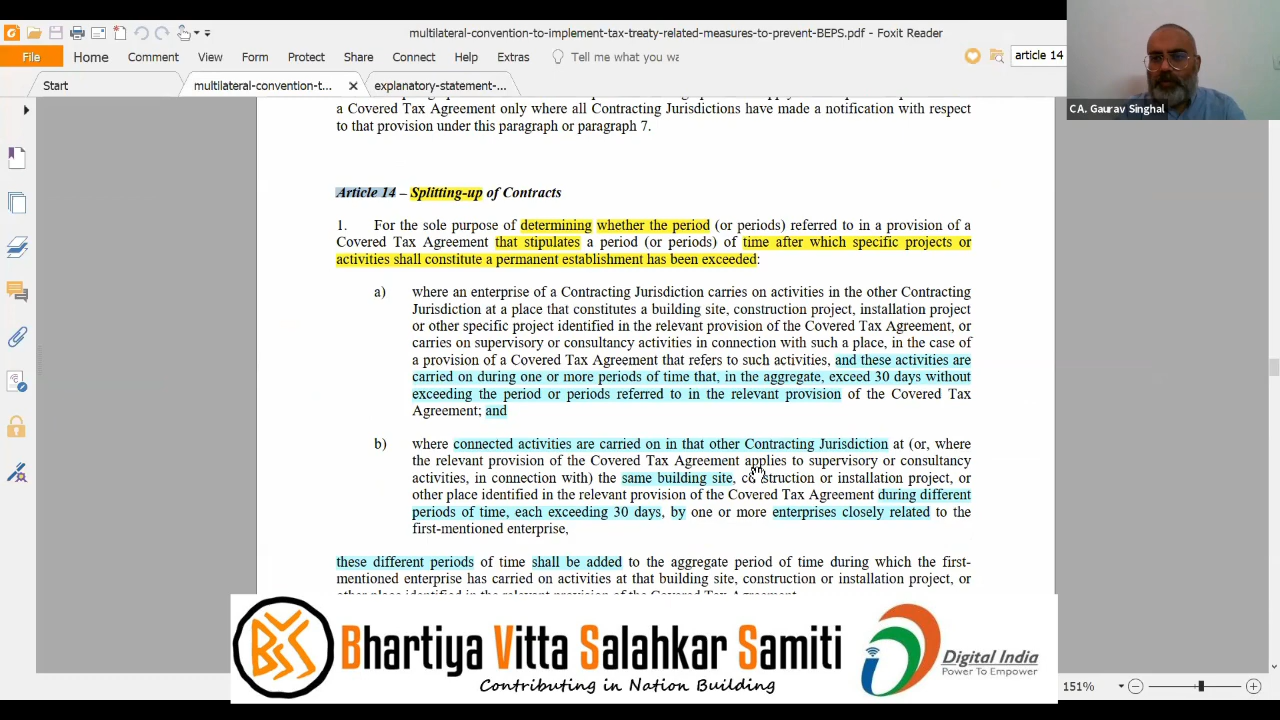 multilateral-convention-to-implement-tax-treaty-related-measures-to-prevent-BEPS.pdf - Foxit Reader
File Home Comment View Form Protect Share Connect Help Extras Tell me what you wa article 14
Start multilateral-convention-t... explanatory-statement-...
a Covered Tax Agreement only where all Contracting Jurisdictions have made a notification with respect
to that provision under this paragraph or paragraph 7.
Article 14 – Splitting-up of Contracts
1. For the sole purpose of determining whether the period (or periods) referred to in a provision of a
Covered Tax Agreement that stipulates a period (or periods) of time after which specific projects or
activities shall constitute a permanent establishment has been exceeded:
a) where an enterprise of a Contracting Jurisdiction carries on activities in the other Contracting
Jurisdiction at a place that constitutes a building site, construction project, installation project
or other specific project identified in the relevant provision of the Covered Tax Agreement, or
carries on supervisory or consultancy activities in connection with such a place, in the case of
a provision of a Covered Tax Agreement that refers to such activities, and these activities are
carried on during one or more periods of time that, in the aggregate, exceed 30 days without
exceeding the period or periods referred to in the relevant provision of the Covered Tax
Agreement; and
b) where connected activities are carried on in that other Contracting Jurisdiction at (or, where
the relevant provision of the Covered Tax Agreement applies to supervisory or consultancy
activities, in connection with) the same building site, construction or installation project, or
other place identified in the relevant provision of the Covered Tax Agreement during different
periods of time, each exceeding 30 days, by one or more enterprises closely related to the
first-mentioned enterprise,
these different periods of time shall be added to the aggregate period of time during which the first-
mentioned enterprise has carried on activities at that building site, construction or installation project, or
C.A. Gaurav Singhal
BVSS
Bhartiya Vitta Salahkar Samiti
Contributing in Nation Building
Digital India
Power To Empower
151%